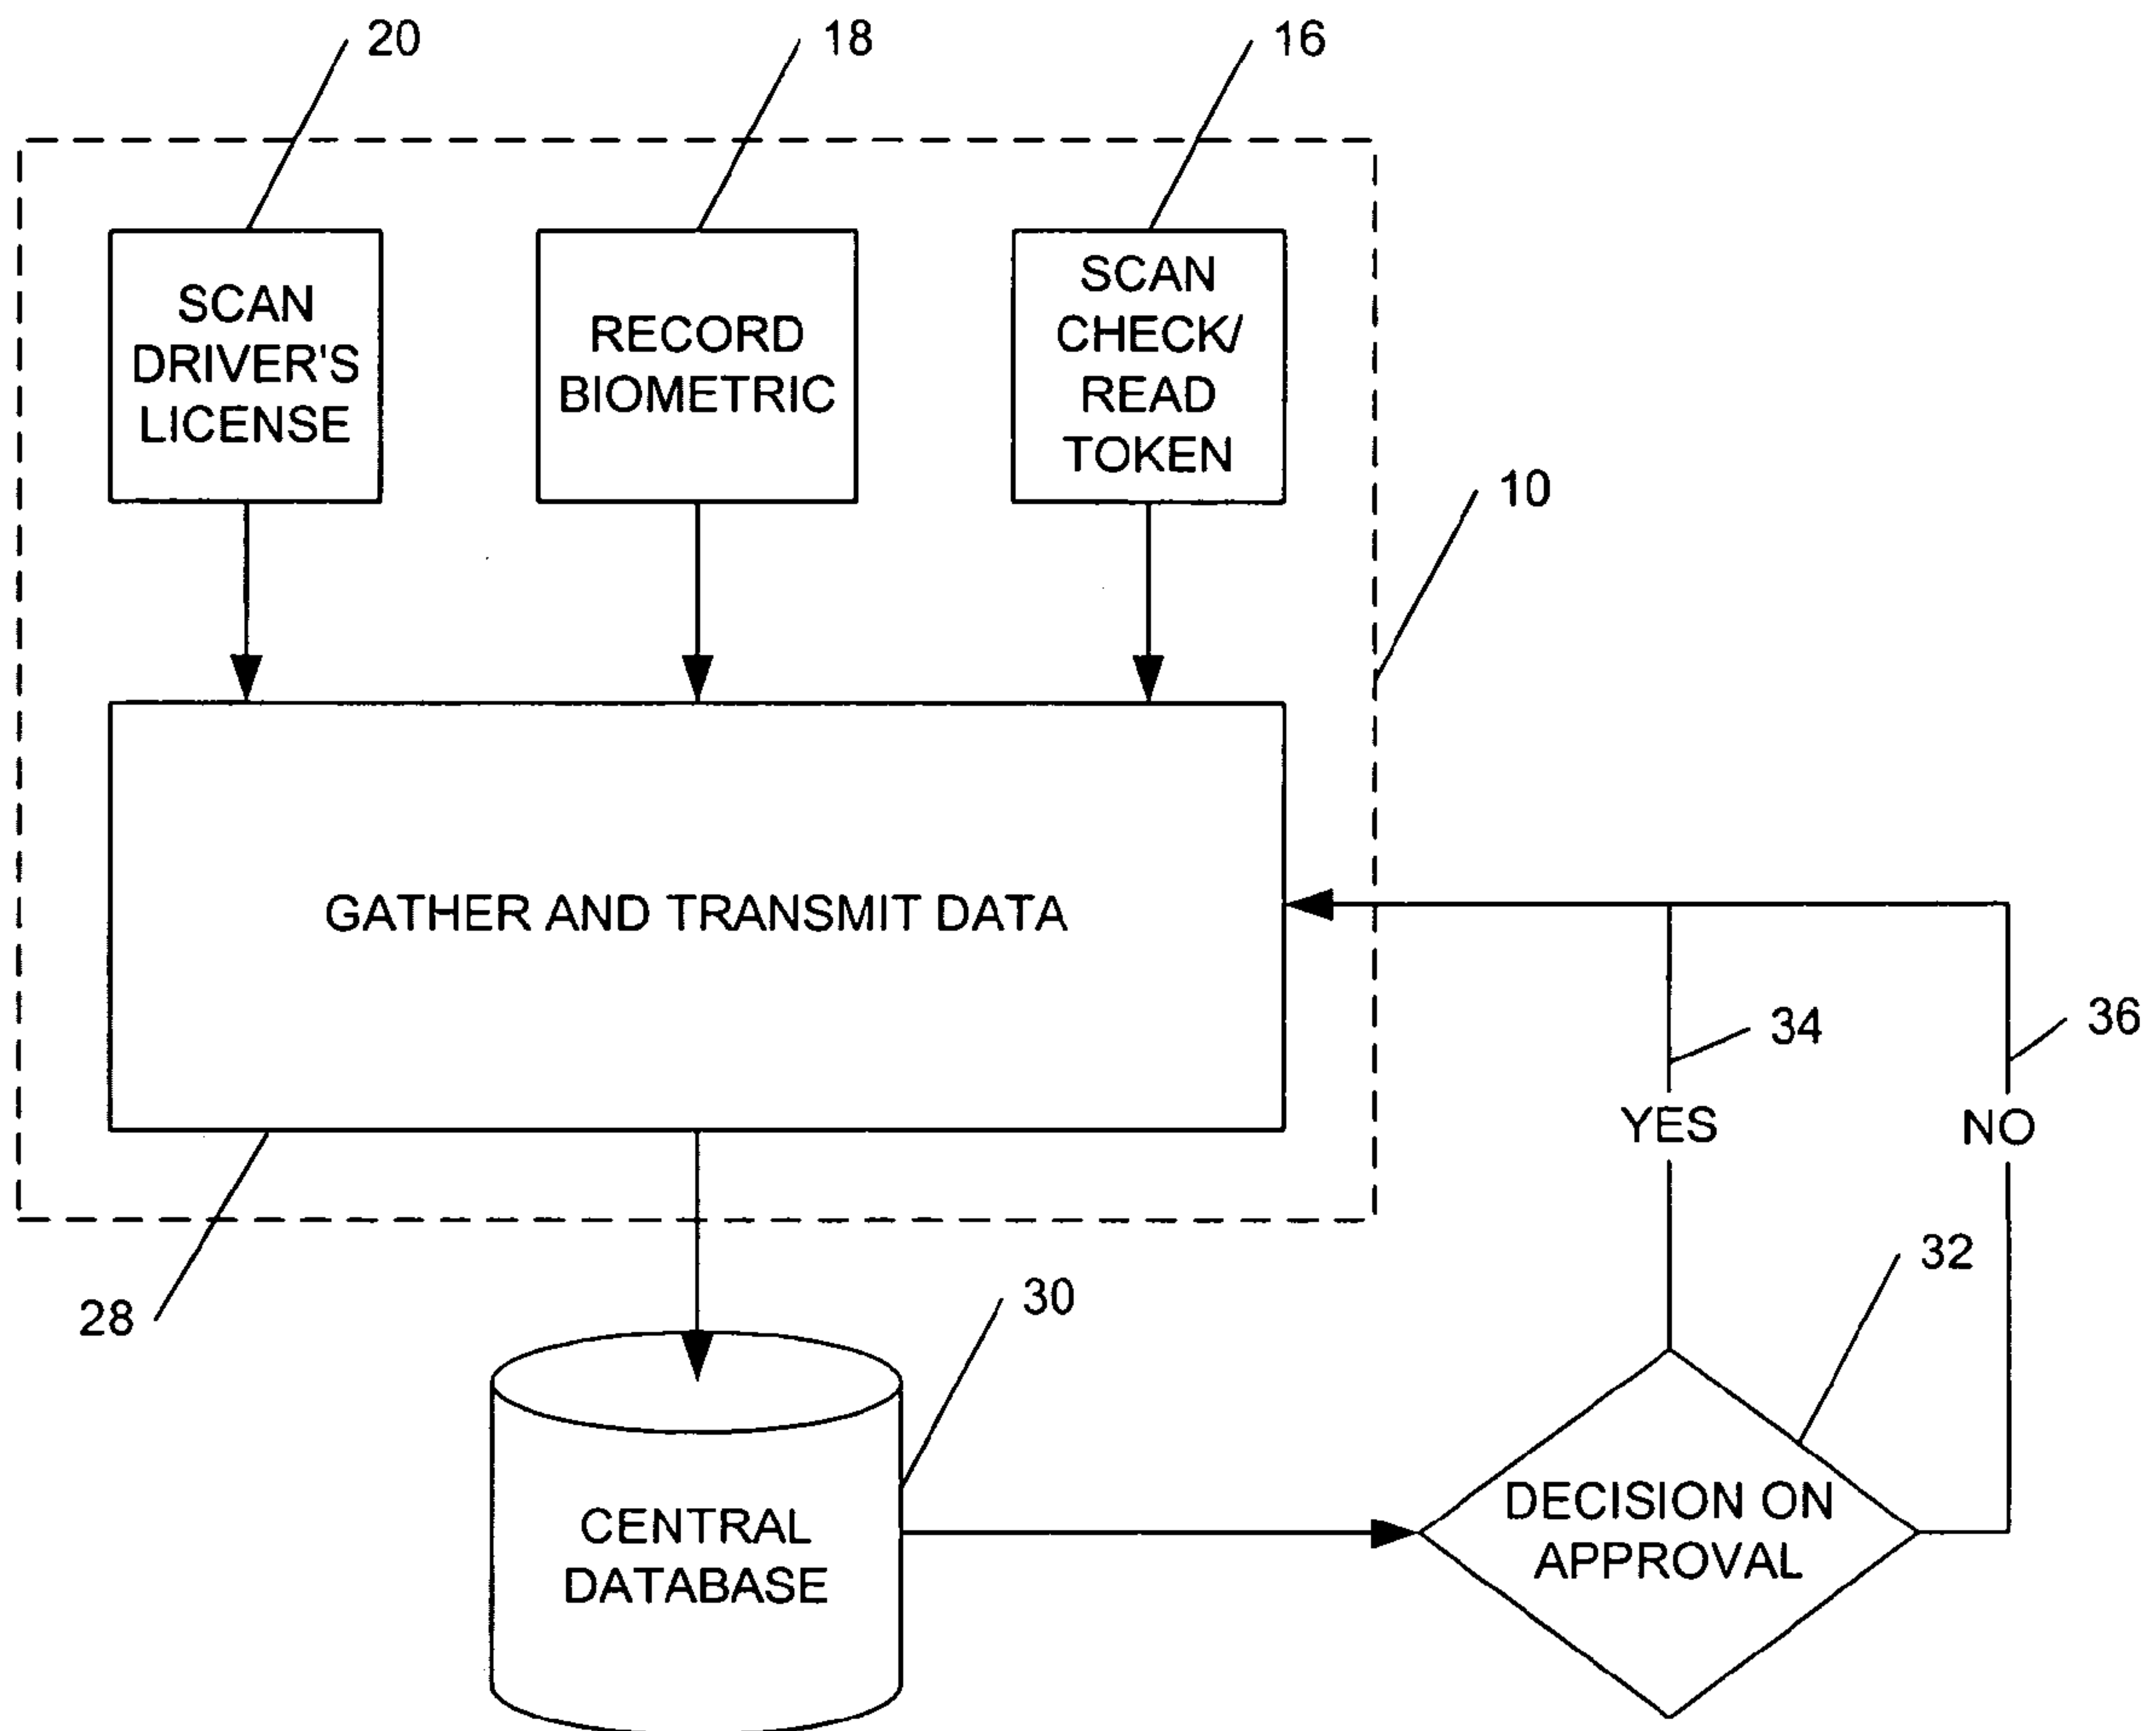 20
18
16
SCAN
DRIVER'S
LICENSE
RECORD
BIOMETRIC
SCAN
CHECK/
READ
TOKEN
10
GATHER AND TRANSMIT DATA
34
36
YES
NO
32
28
30
CENTRAL
DATABASE
DECISION ON
APPROVAL